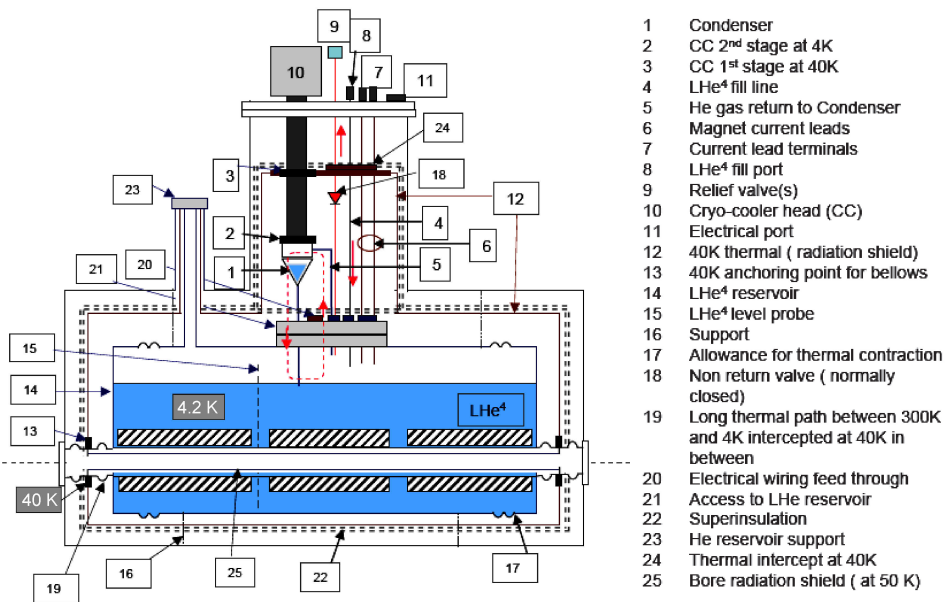 9
8
7
10
11
24
3
18
23
12
2
4
6
21
20
1
5
15
14
4.2 K
LHe⁴
13
40 K
19
16
25
22
17
1 Condenser
2 CC 2ⁿᵈ stage at 4K
3 CC 1ˢᵗ stage at 40K
4 LHe⁴ fill line
5 He gas return to Condenser
6 Magnet current leads
7 Current lead terminals
8 LHe⁴ fill port
9 Relief valve(s)
10 Cryo-cooler head (CC)
11 Electrical port
12 40K thermal ( radiation shield)
13 40K anchoring point for bellows
14 LHe⁴ reservoir
15 LHe⁴ level probe
16 Support
17 Allowance for thermal contraction
18 Non return valve ( normally
closed)
19 Long thermal path between 300K
and 4K intercepted at 40K in
between
20 Electrical wiring feed through
21 Access to LHe reservoir
22 Superinsulation
23 He reservoir support
24 Thermal intercept at 40K
25 Bore radiation shield ( at 50 K)